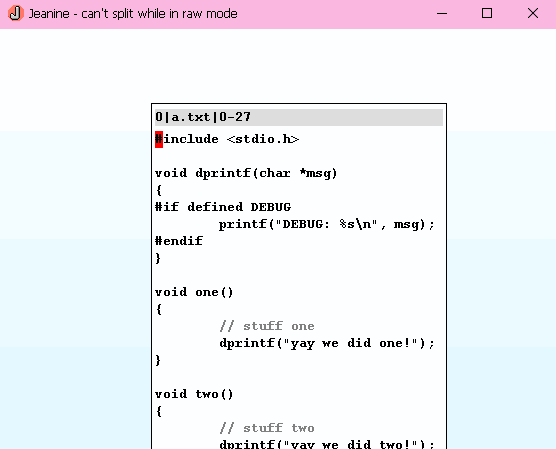 Jeanine - can't split while in raw mode
0|a.txt|0-27
#include <stdio.h>
void dprintf(char *msg)
{
#if defined DEBUG
printf("DEBUG: %s\n", msg);
#endif
}
void one()
{
// stuff one
dprintf("yay we did one!");
}
void two()
{
// stuff two
dprintf("yay we did two!");